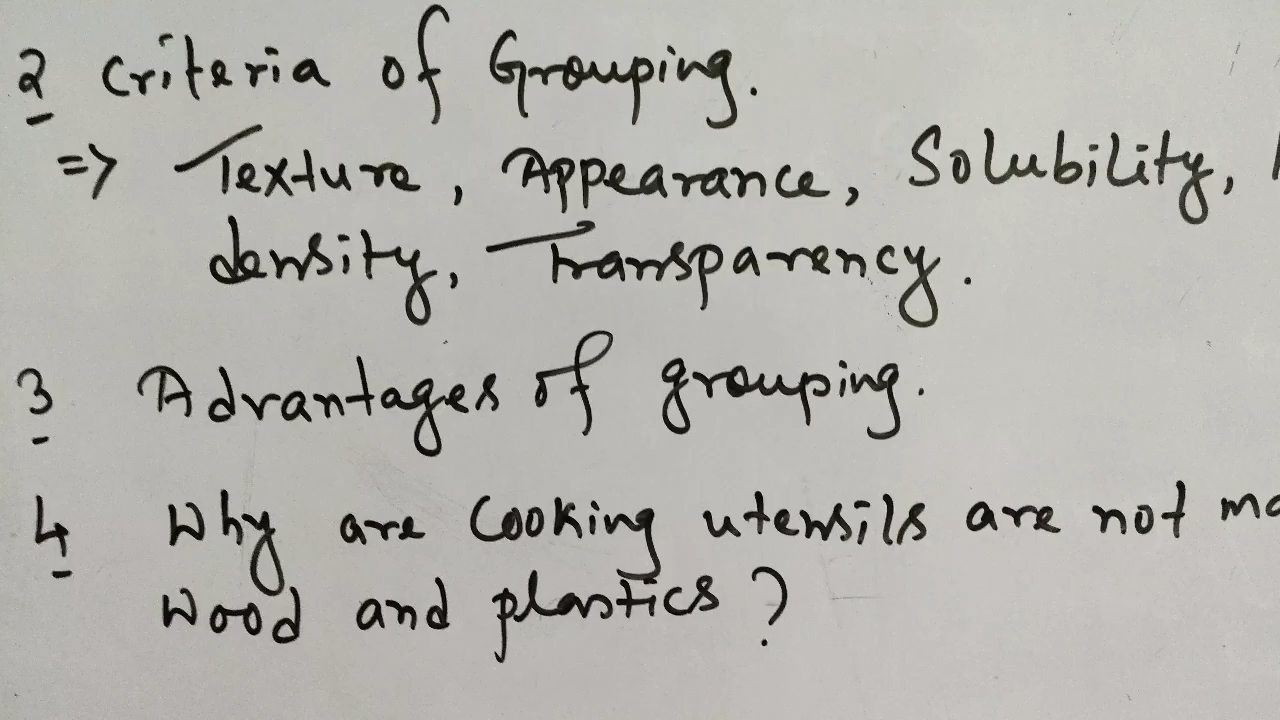 2 Criteria of Grouping.
=> Texture, Appearance, Solubility,
density, Transparency.
3 Advantages of grouping.
4 Why are Cooking utensils are not
wood and plastics?